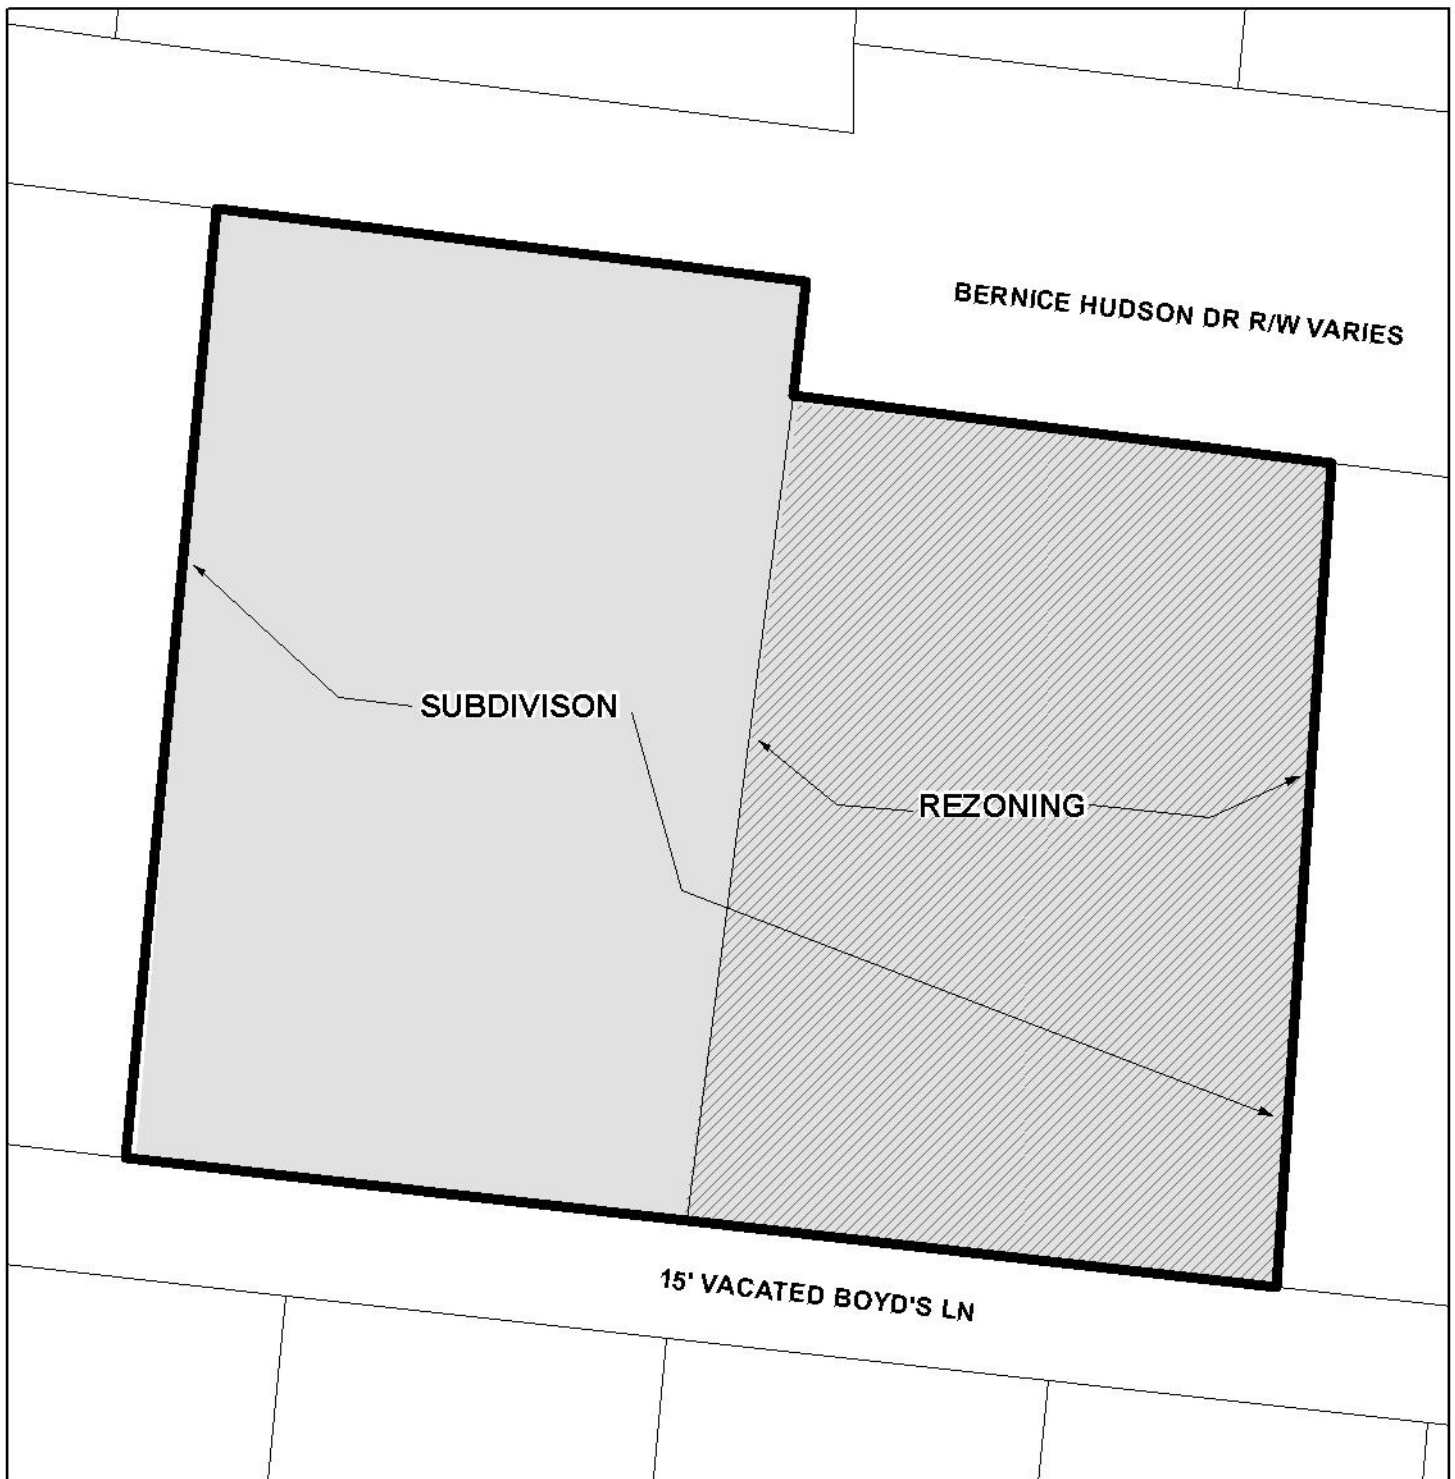 BERNICE HUDSON DR R/W VARIES
SUBDIVISON
REZONING
15' VACATED BOYD'S LN